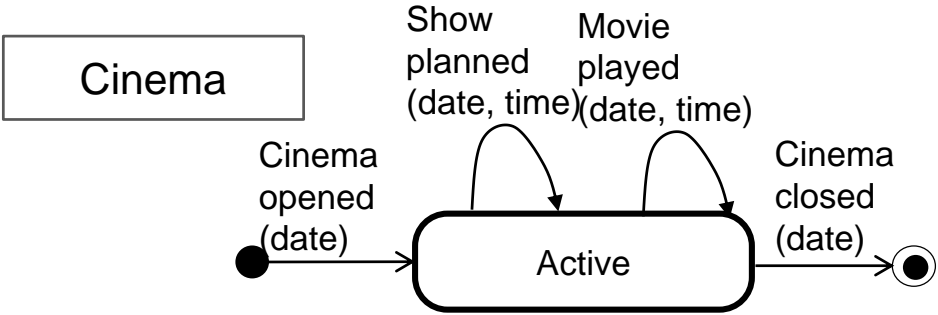 Cinema
Show
planned
(date, time)
Movie
played
(date, time)
Cinema
opened
(date)
Cinema
closed
(date)
Active